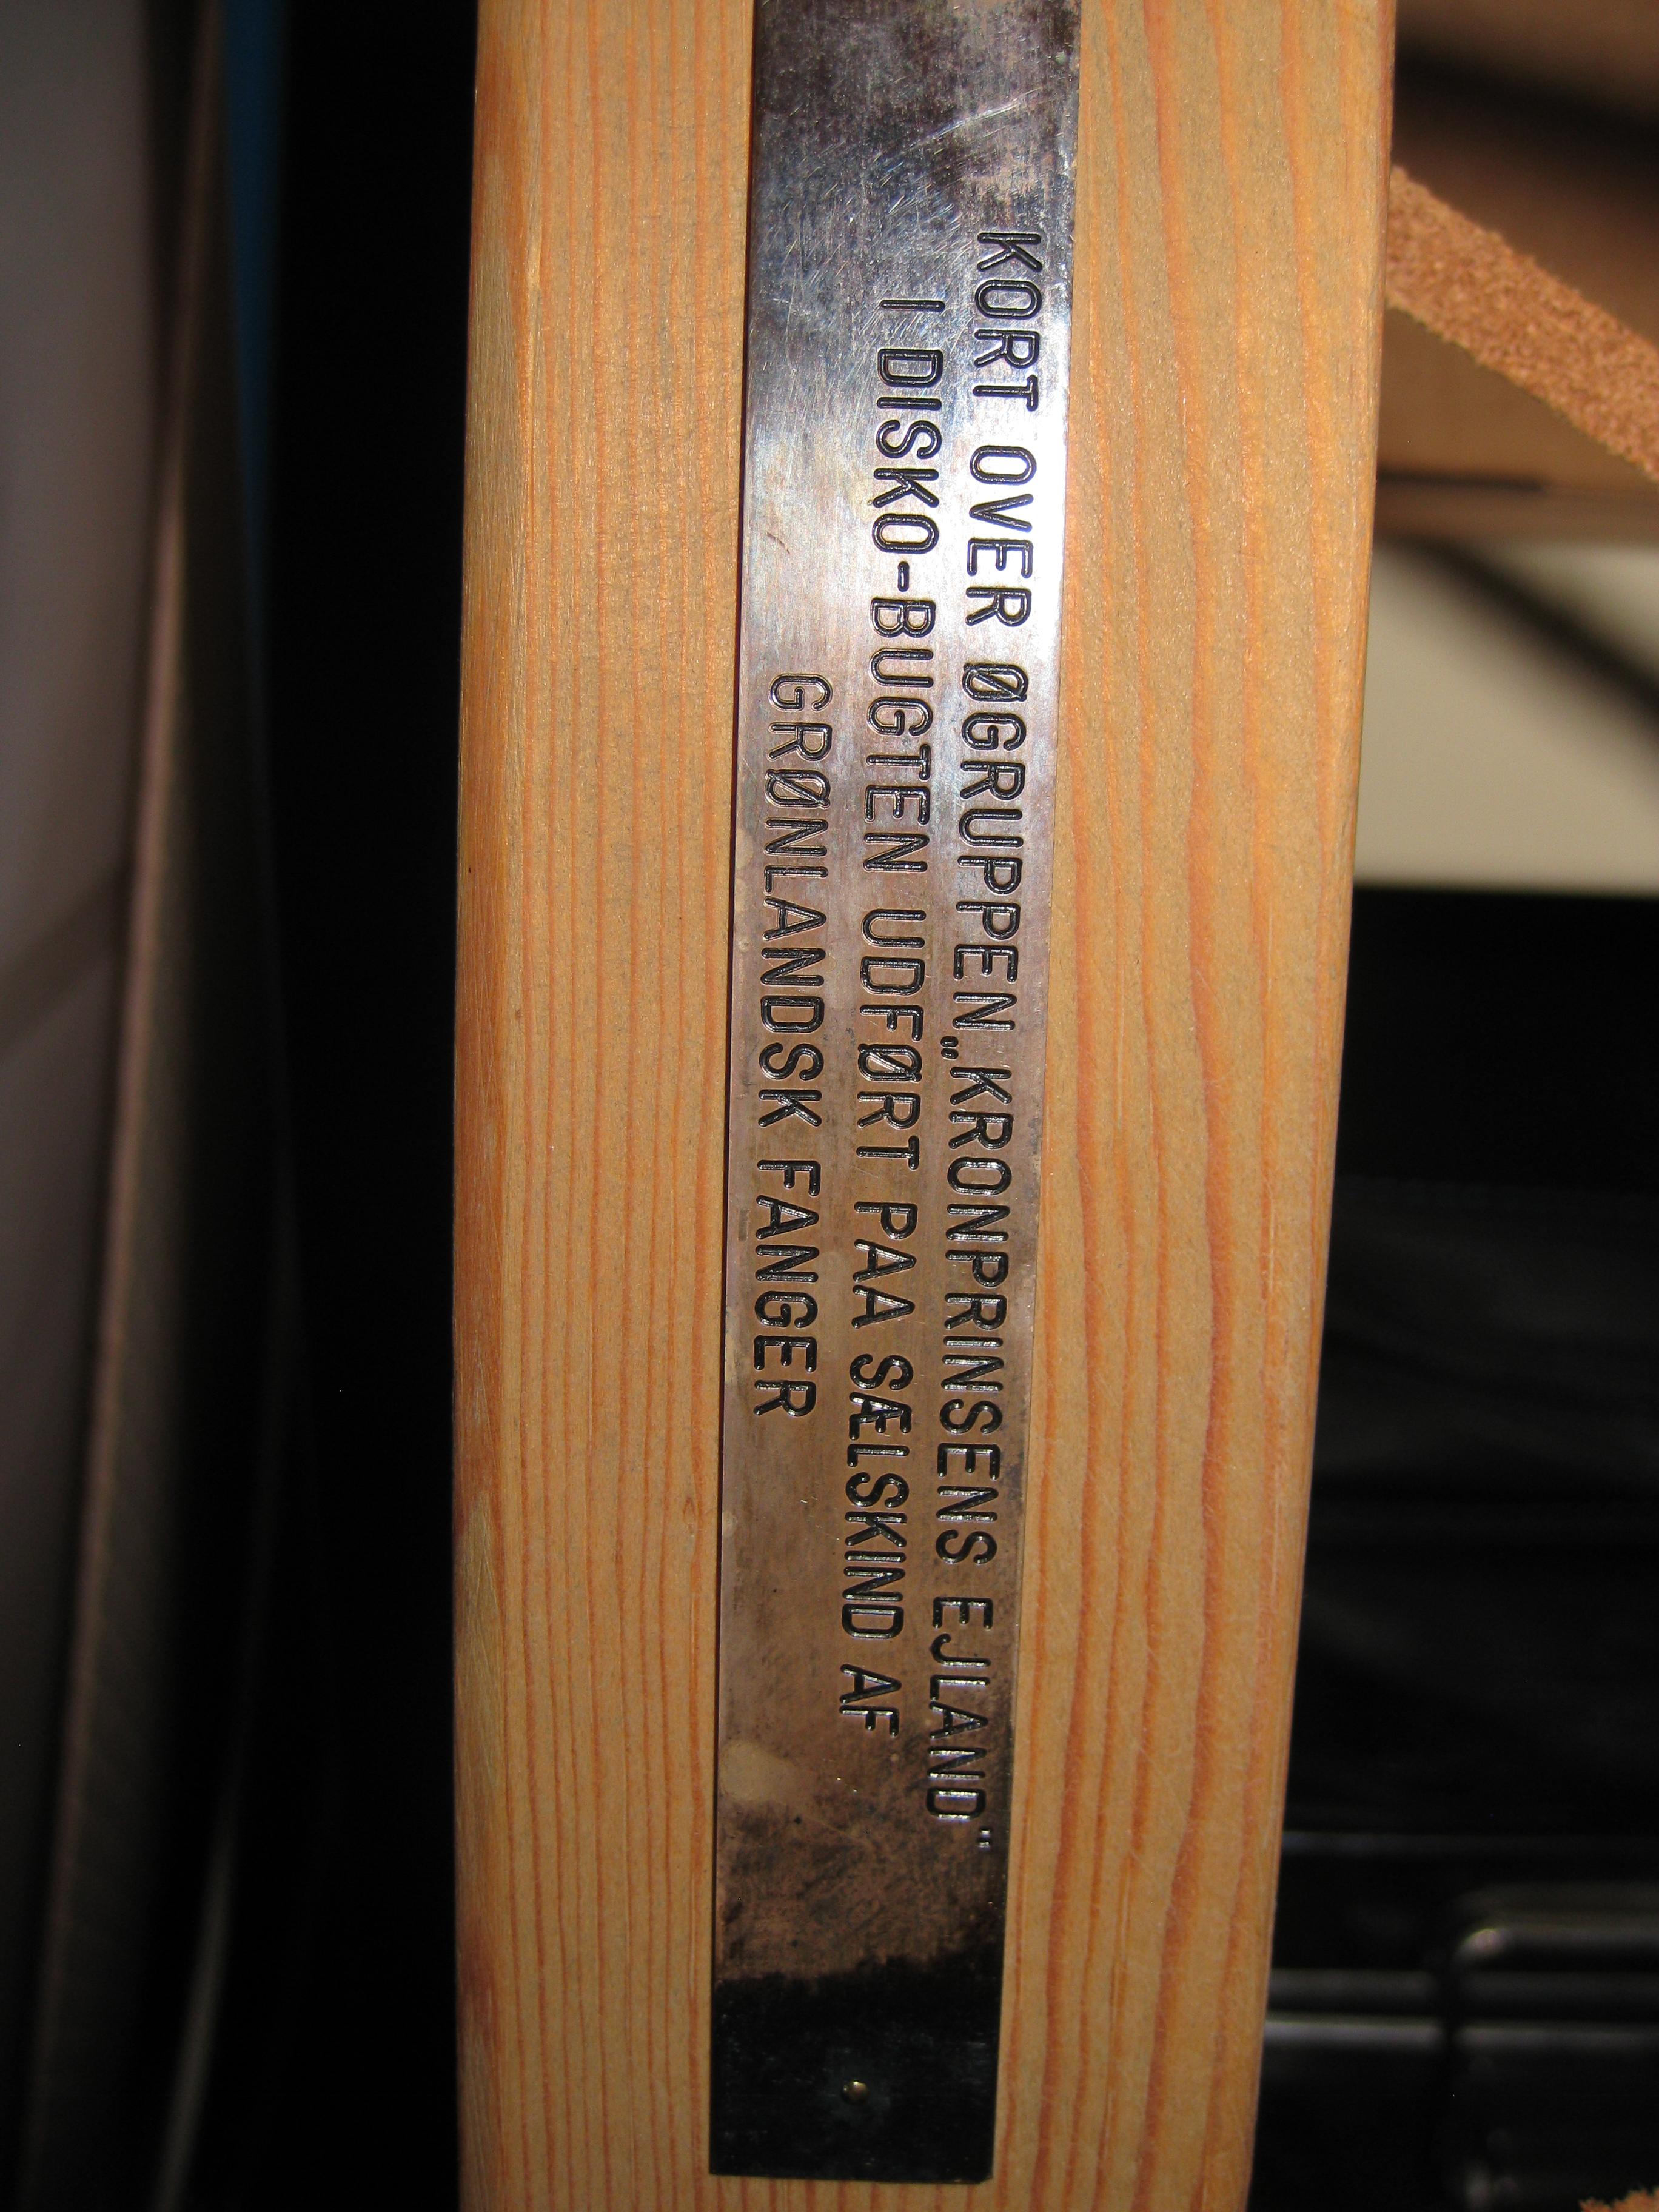 KORT OVER ØGRUPPEN „KRONPRINSENS EJLAND“
I DISKO-BUGTEN UDFØRT PAA SÆLSKIND AF
GRØNLANDSK FANGER